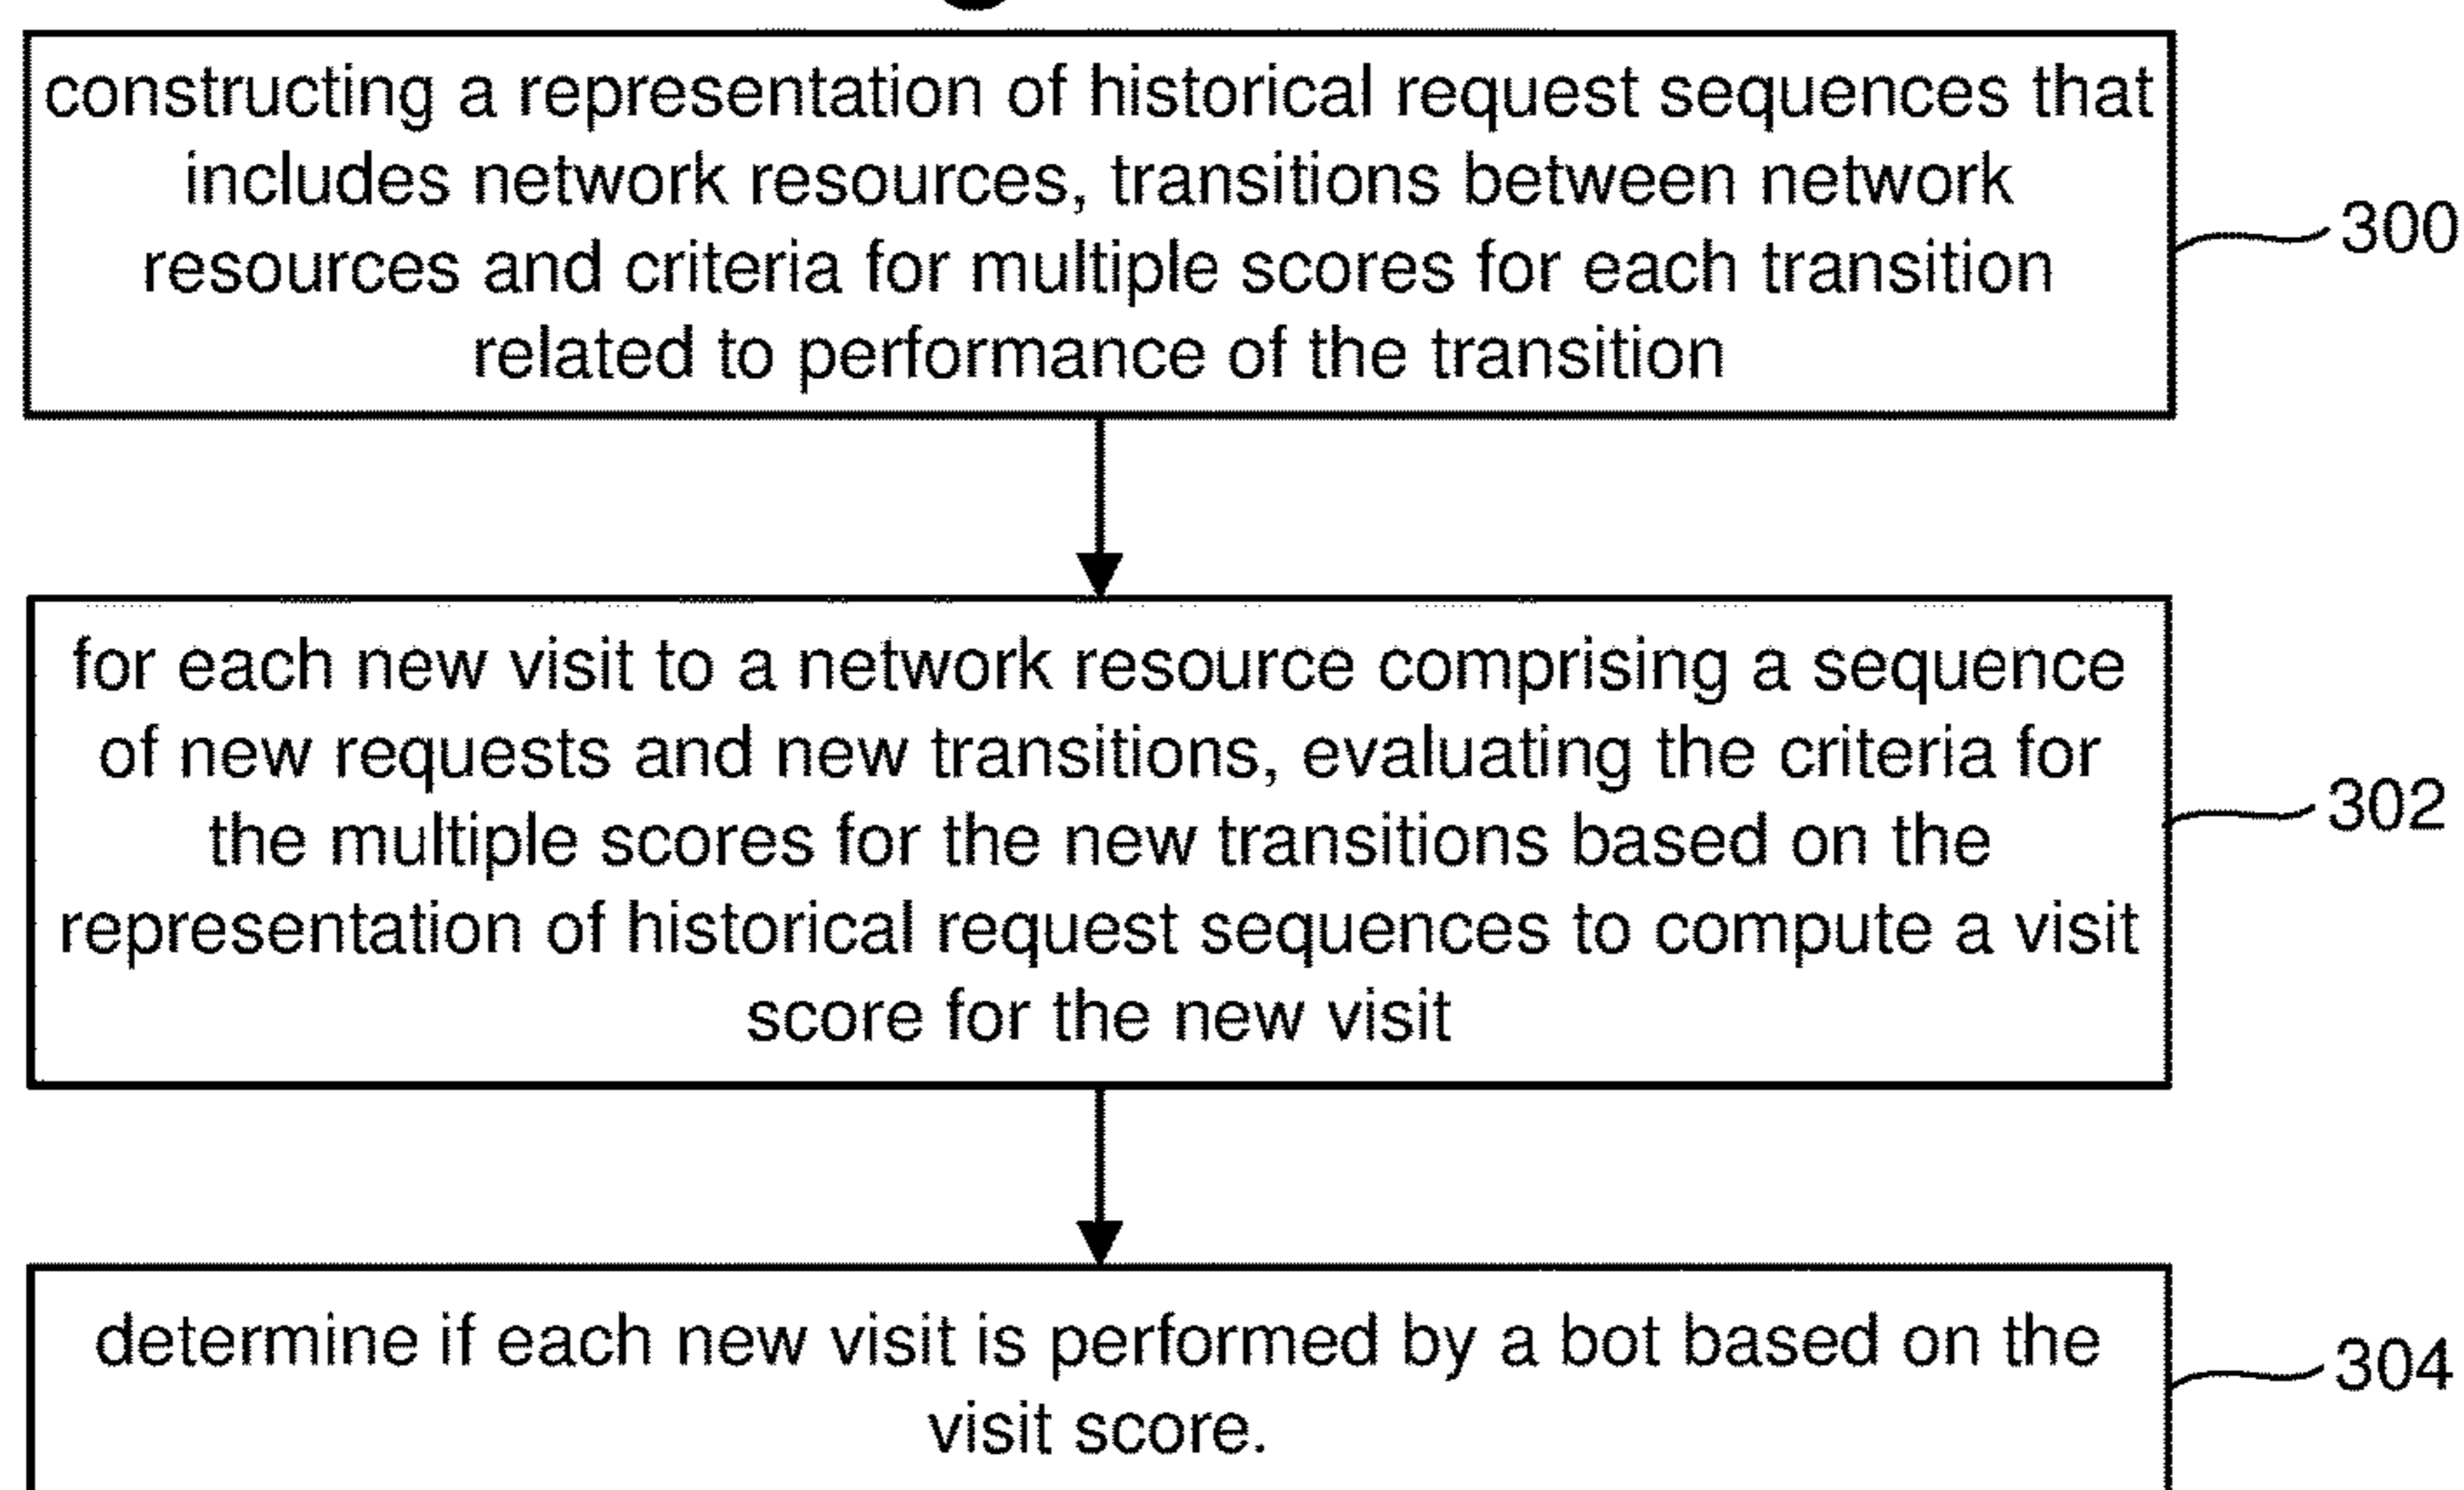 constructing a representation of historical request sequences that
includes network resources, transitions between network
resources and criteria for multiple scores for each transition
related to performance of the transition
300
for each new visit to a network resource comprising a sequence
of new requests and new transitions, evaluating the criteria for
the multiple scores for the new transitions based on the
representation of historical request sequences to compute a visit
score for the new visit
302
determine if each new visit is performed by a bot based on the
visit score.
304